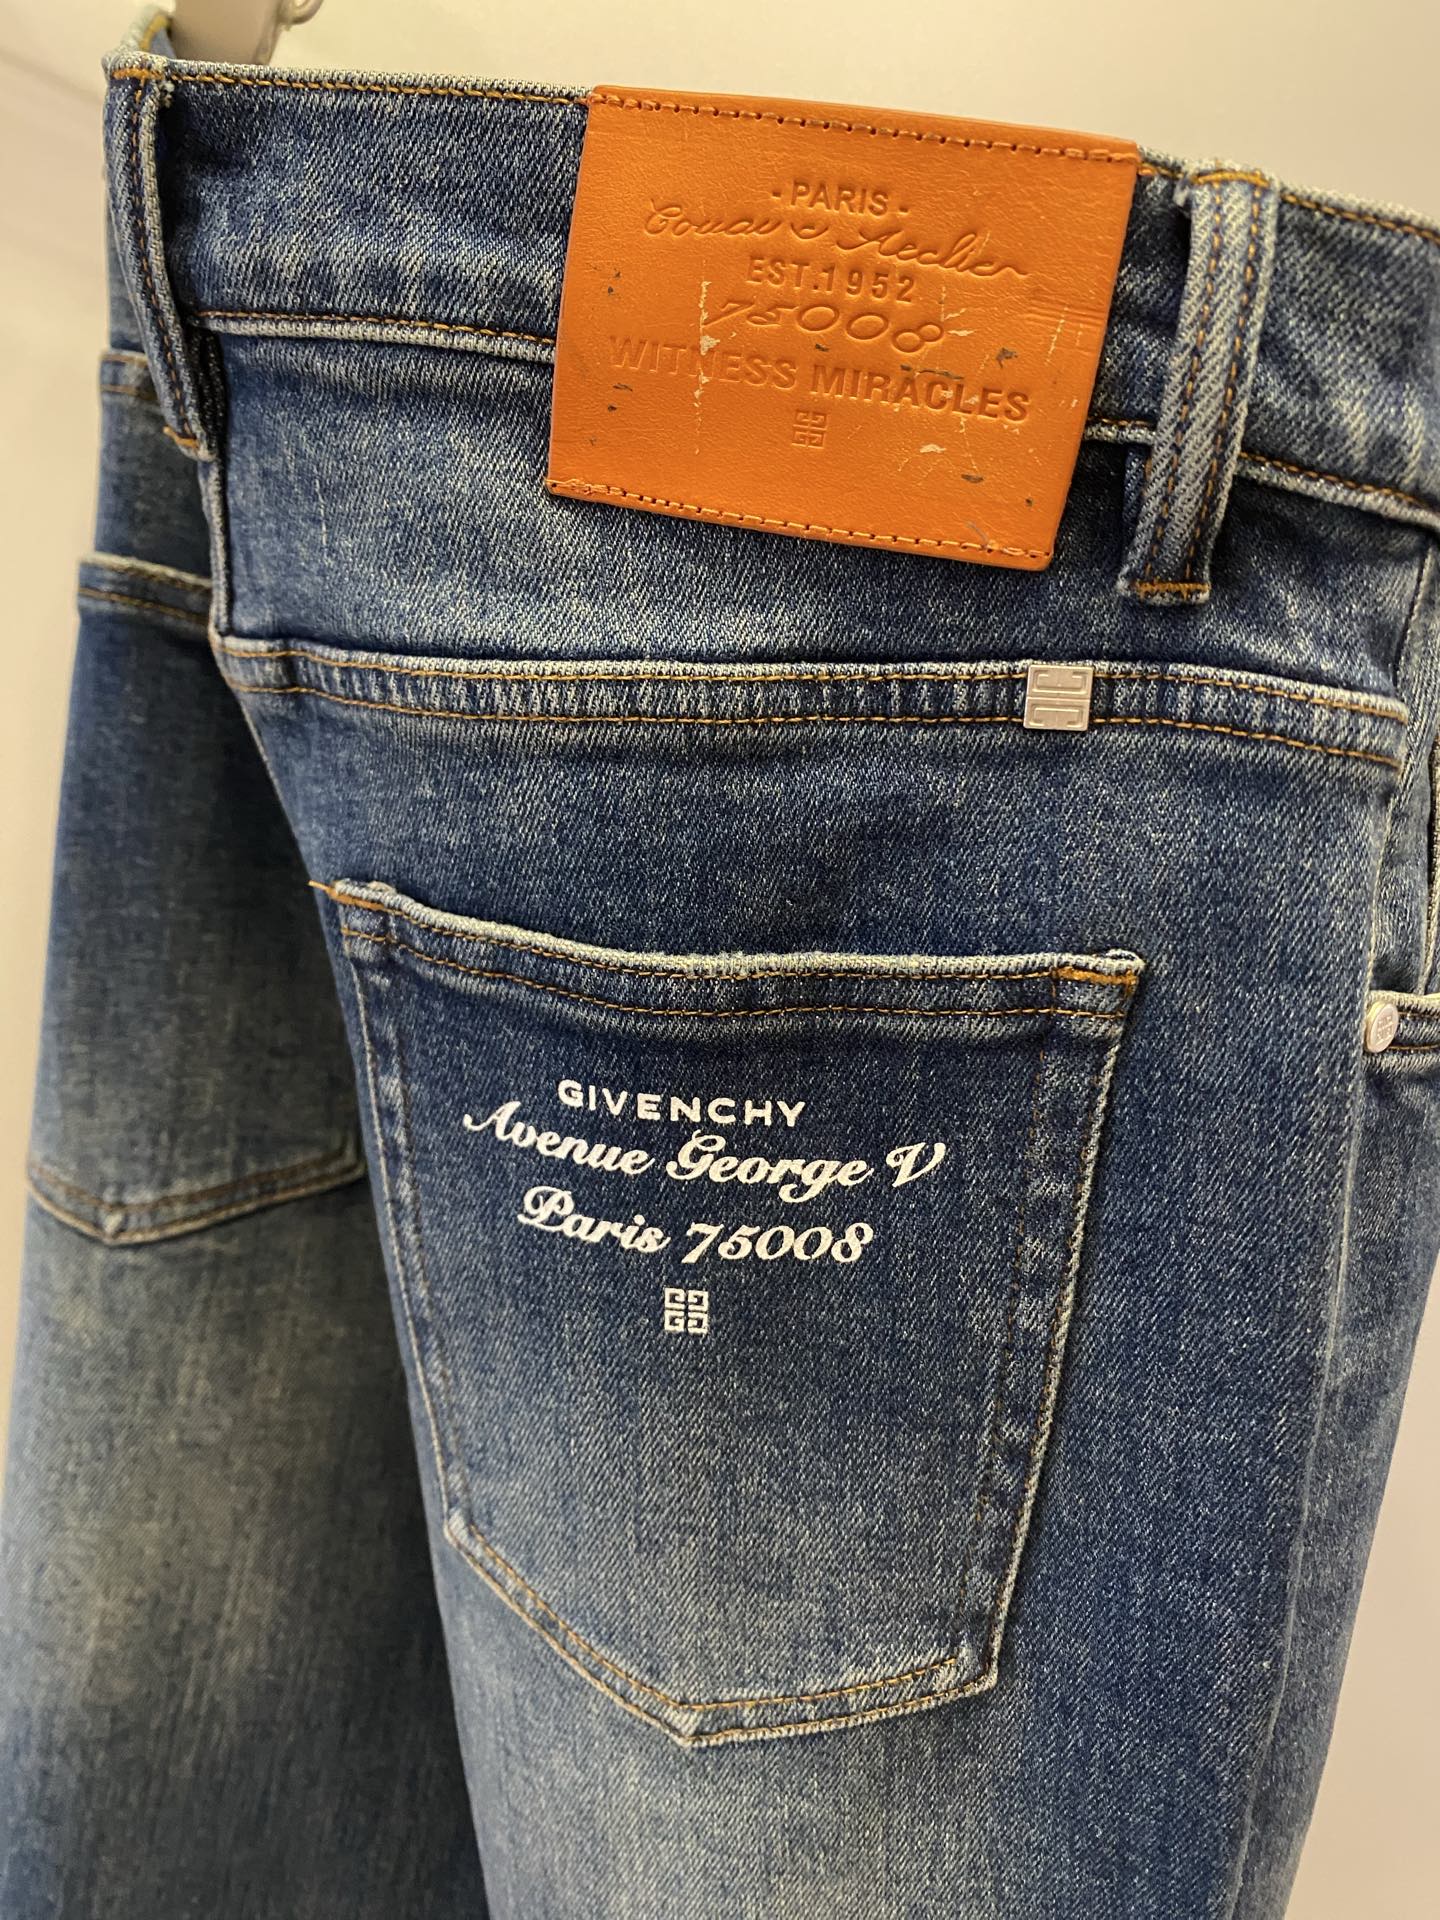 - PARIS -
EST.1952
75008
WITNESS MIRACLES
GIVENCHY
Avenue George V
Paris 75008